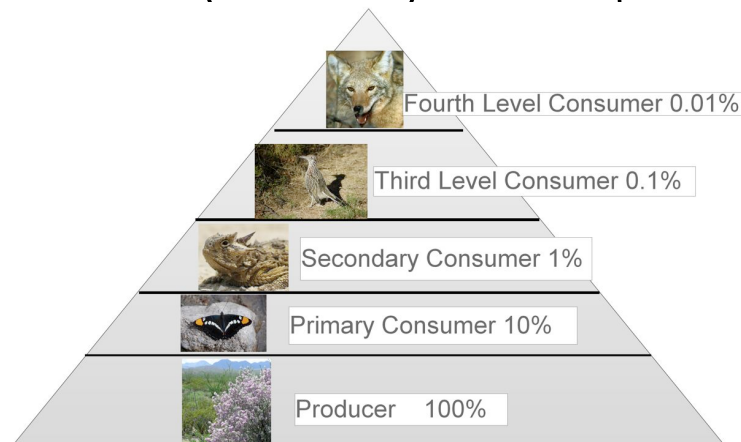 Fourth Level Consumer 0.01%
Third Level Consumer 0.1%
Secondary Consumer 1%
Primary Consumer 10%
Producer 100%